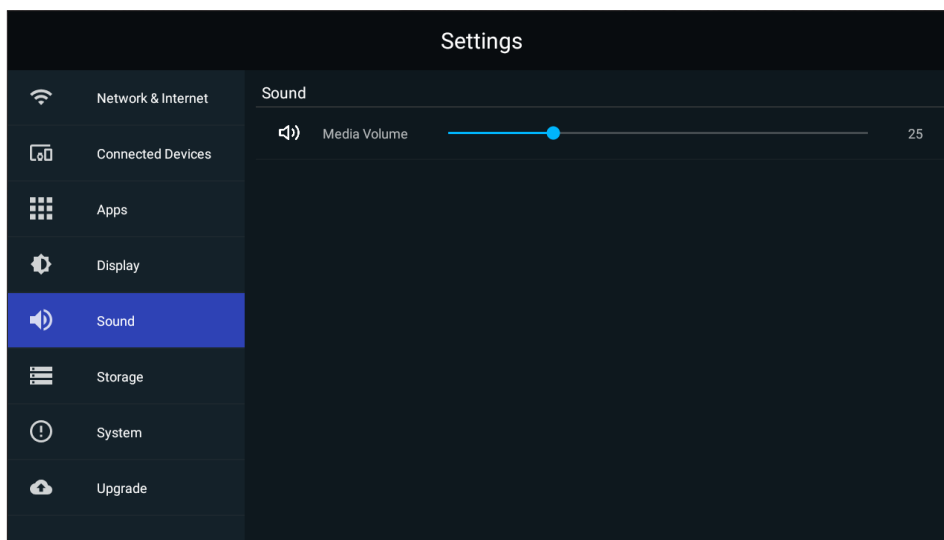 Settings
Network & Internet
Connected Devices
Apps
Display
Sound
Storage
System
Upgrade
Sound
Media Volume 25